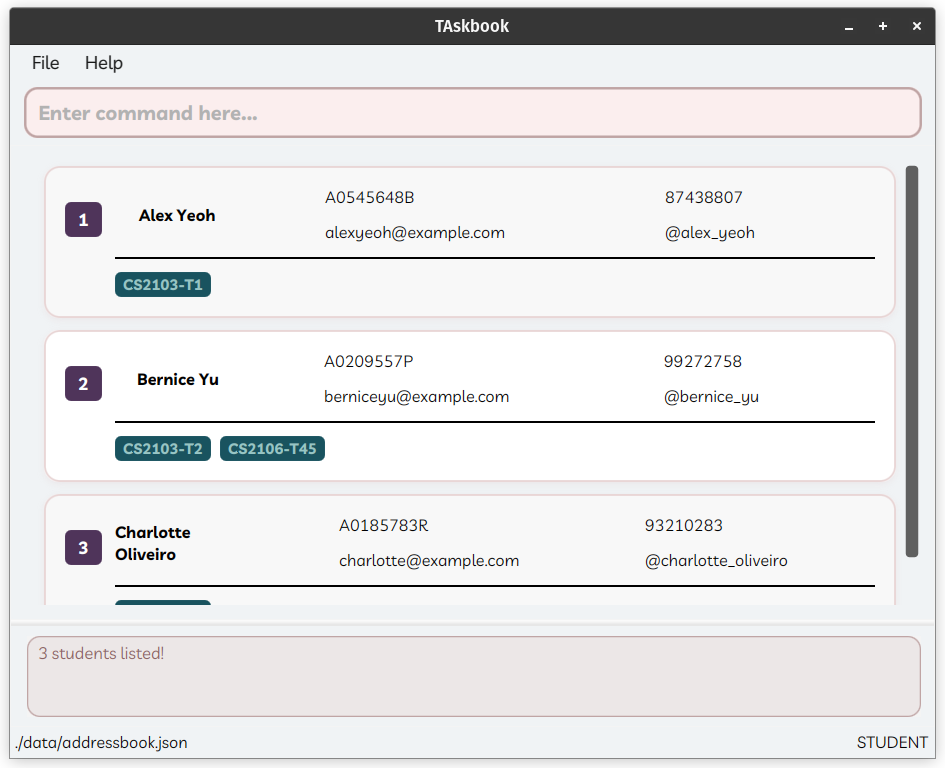 TAskbook
File Help
Enter command here...
1 Alex Yeoh A0545648B 87438807
alexyeoh@example.com @alex_yeoh
CS2103-T1
2 Bernice Yu A0209557P 99272758
berniceyu@example.com @bernice_yu
CS2103-T2 CS2106-T45
3 Charlotte Oliveiro A0185783R 93210283
charlotte@example.com @charlotte_oliveiro
3 students listed!
./data/addressbook.json STUDENT